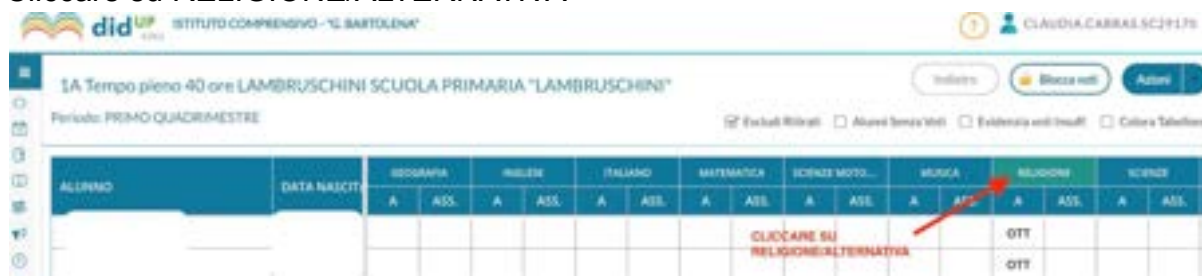 Cliccare su RELIGIONE/ALTERNATIVA
didUP ISTITUTO COMPRENSIVO - "G. BARTOLENA" CLAUDIA.CARRAS.SC29170
1A Tempo pieno 40 ore LAMBRUSCHINI SCUOLA PRIMARIA "LAMBRUSCHINI" Indietro Blocca voti Azioni
Periodo: PRIMO QUADRIMESTRE Escludi Ritirati Alunni Senza Voti Evidenzia voti Insuff. Colora Tabellone
ALUNNO DATA NASCITA GEOGRAFIA INGLESE ITALIANO MATEMATICA SCIENZE MOTO... MUSICA RELIGIONE SCIENZE
A ASS. A ASS. A ASS. A ASS. A ASS. A ASS. A ASS. A ASS.
CLICCARE SU OTT
RELIGIONE/ALTERNATIVA
OTT